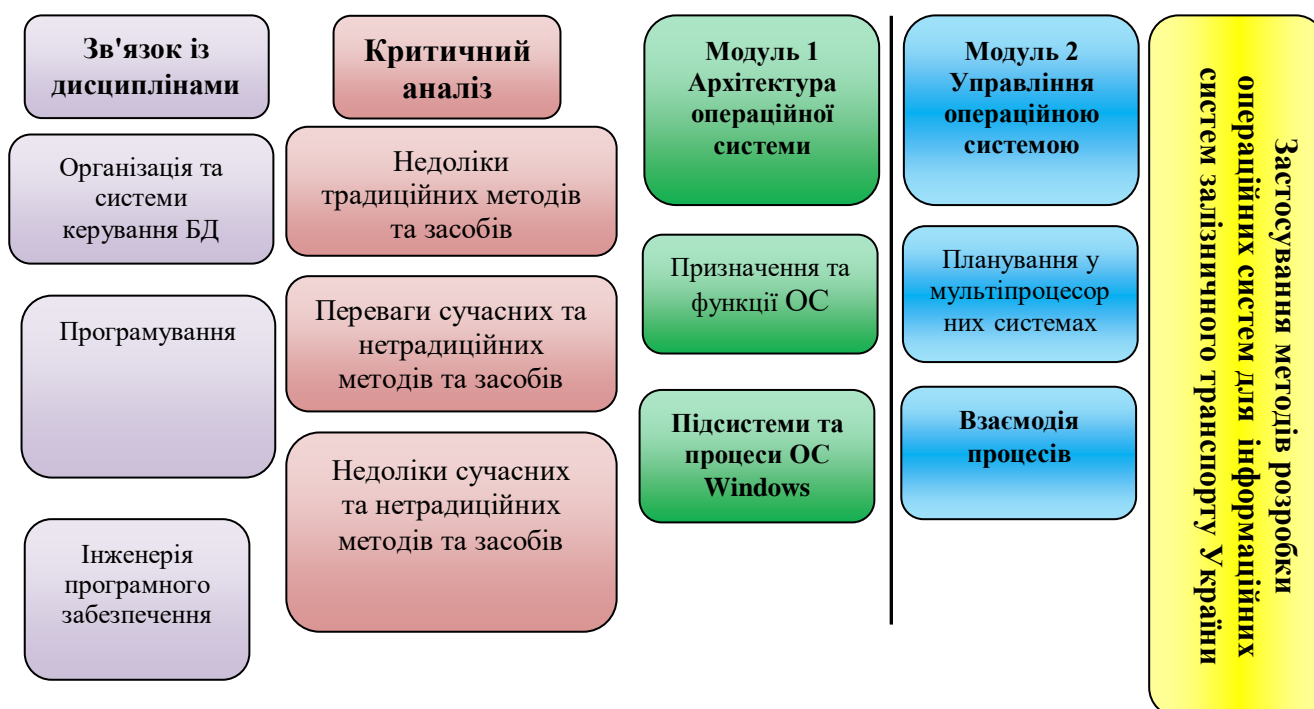 Зв'язок із
дисциплінами
Організація та
системи
керування БД
Програмування
Інженерія
програмного
забезпечення
Критичний
аналіз
Недоліки
традиційних методів
та засобів
Переваги сучасних та
нетрадиційних
методів та засобів
Недоліки сучасних
та нетрадиційних
методів та засобів
Модуль 1
Архітектура
операційної
системи
Призначення та
функції ОС
Підсистеми та
процеси ОС
Windows
Модуль 2
Управління
операційною
системою
Планування у
мультіпроцесор
них системах
Взаємодія
процесів
Застосування методів розробки
операційних систем для інформаційних
систем залізничного транспорту України